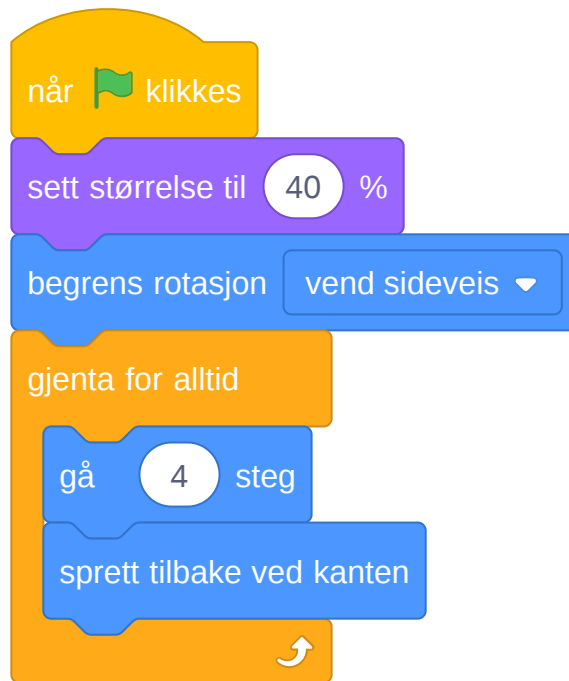 når klikkes
sett størrelse til 40 %
begrens rotasjon vend sideveis
gjenta for alltid
gå 4 steg
sprett tilbake ved kanten